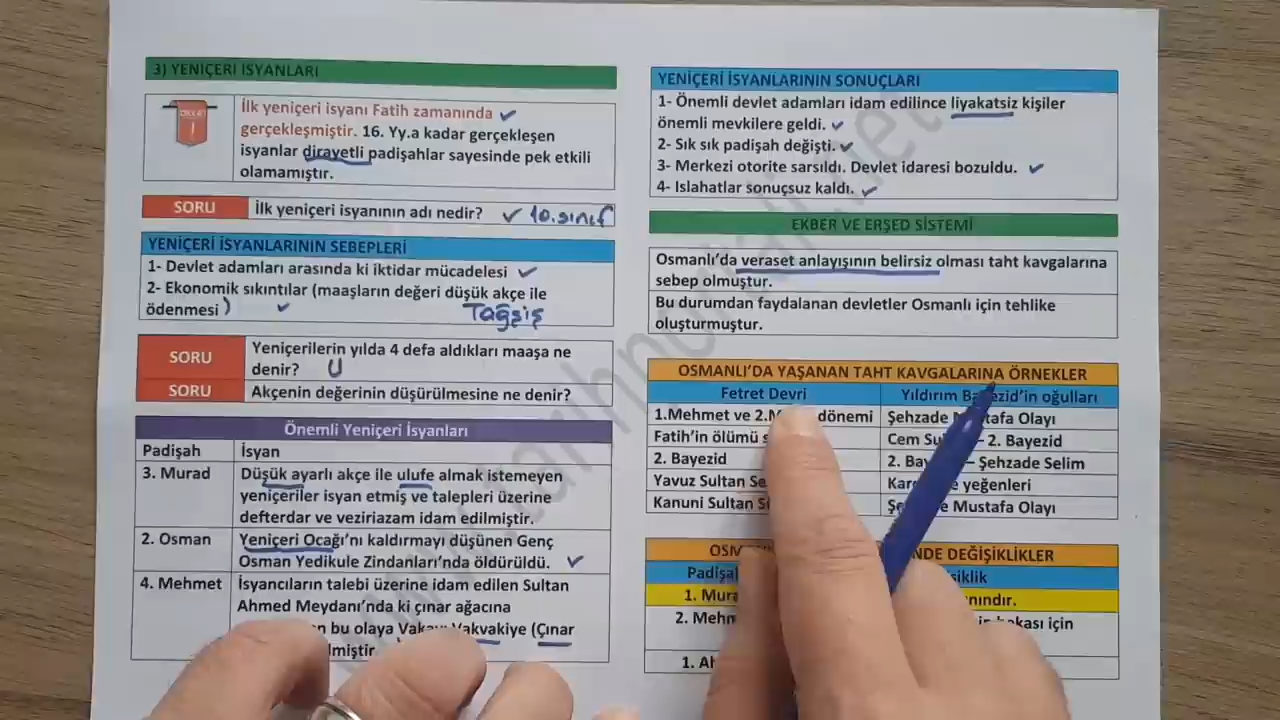 3) YENİÇERİ İSYANLARI
İlk yeniçeri isyanı Fatih zamanında
gerçekleşmiştir. 16. Yy.a kadar gerçekleşen
isyanlar dirayetli padişahlar sayesinde pek etkili
olamamıştır.
SORU İlk yeniçeri isyanının adı nedir? 10.sınıf
YENİÇERİ İSYANLARININ SEBEPLERİ
1- Devlet adamları arasında ki iktidar mücadelesi
2- Ekonomik sıkıntılar (maaşların değeri düşük akçe ile
ödenmesi ) Tağşiş
SORU Yeniçerilerin yılda 4 defa aldıkları maaşa ne
denir? U
SORU Akçenin değerinin düşürülmesine ne denir?
Önemli Yeniçeri İsyanları
Padişah İsyan
3. Murad Düşük ayarlı akçe ile ulufe almak istemeyen
yeniçeriler isyan etmiş ve talepleri üzerine
defterdar ve veziriazam idam edilmiştir.
2. Osman Yeniçeri Ocağı’nı kaldırmayı düşünen Genç
Osman Yedikule Zindanları’nda öldürüldü.
4. Mehmet İsyancıların talebi üzerine idam edilen Sultan
Ahmed Meydanı’nda ki çınar ağacına
bu olaya Vakayı Vakvakiye (Çınar
YENİÇERİ İSYANLARININ SONUÇLARI
1- Önemli devlet adamları idam edilince liyakatsiz kişiler
önemli mevkilere geldi.
2- Sık sık padişah değişti.
3- Merkezi otorite sarsıldı. Devlet idaresi bozuldu.
4- Islahatlar sonuçsuz kaldı.
EKBER VE ERŞED SİSTEMİ
Osmanlı’da veraset anlayışının belirsiz olması taht kavgalarına
sebep olmuştur.
Bu durumdan faydalanan devletler Osmanlı için tehlike
oluşturmuştur.
OSMANLI’DA YAŞANAN TAHT KAVGALARINA ÖRNEKLER
Fetret Devri Yıldırım Bayezid’in oğulları
1.Mehmet ve 2. dönemi Şehzade Mustafa Olayı
Fatih’in ölümü Cem – 2. Bayezid
2. Bayezid 2. – Şehzade Selim
Yavuz Sultan yeğenleri
Kanuni Sultan Mustafa Olayı
DEĞİŞİKLİKLER
1.
2.
için
1.